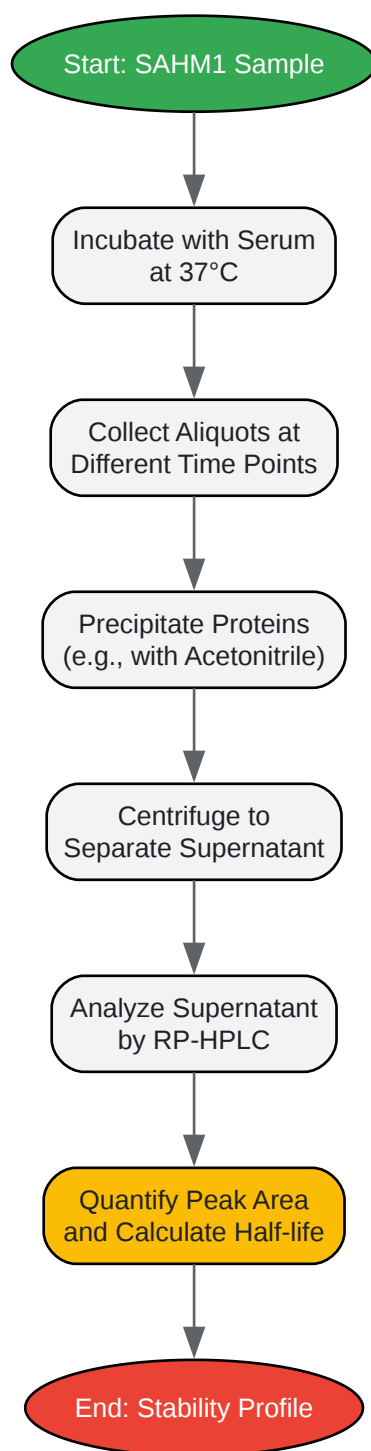 Start: SAHM1 Sample
Incubate with Serum
at 37°C
Collect Aliquots at
Different Time Points
Precipitate Proteins
(e.g., with Acetonitrile)
Centrifuge to
Separate Supernatant
Analyze Supernatant
by RP-HPLC
Quantify Peak Area
and Calculate Half-life
End: Stability Profile